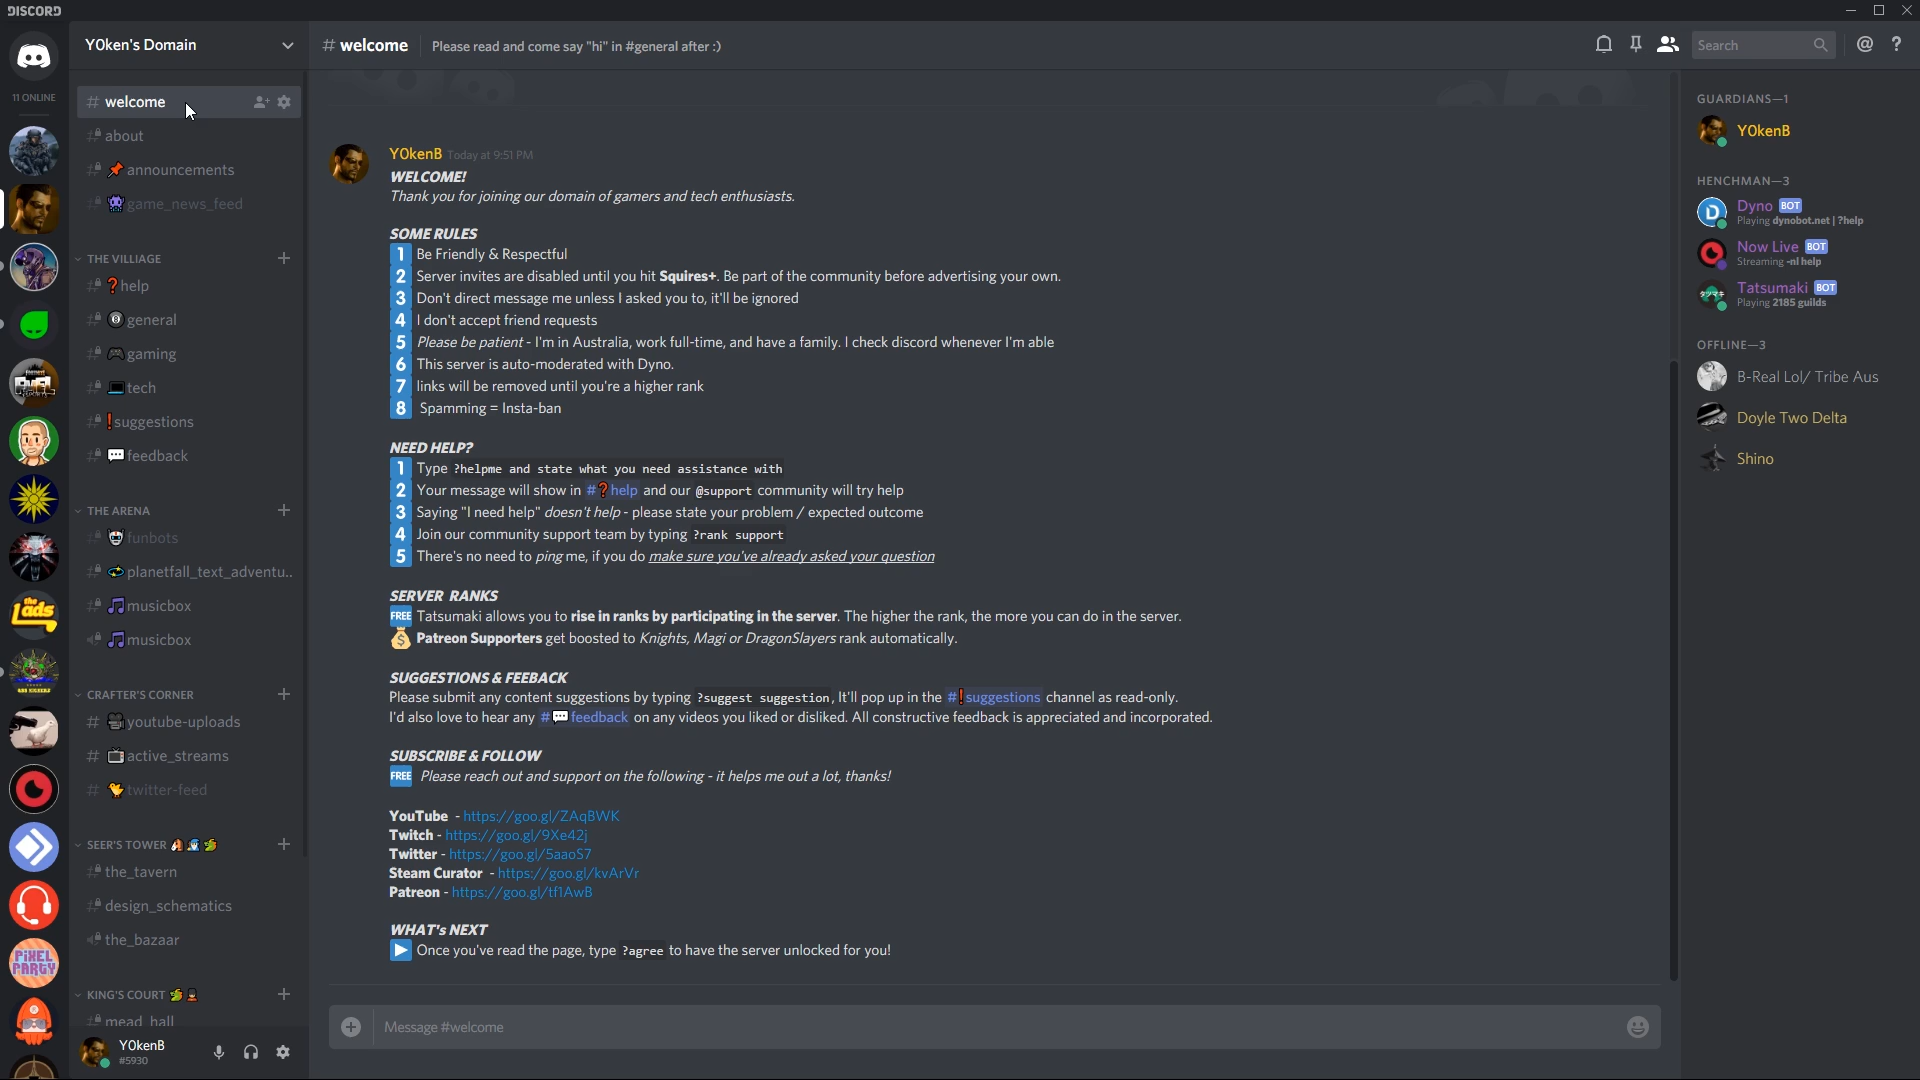 DISCORD
11 ONLINE
the Lads
PIXEL PARTY
Y0ken's Domain
# welcome
about
announcements
game_news_feed
THE VILLIAGE
❓help
🎱general
🎮gaming
💻tech
❗suggestions
💬feedback
THE ARENA
funbots
planetfall_text_adventu..
🎵musicbox
🎵musicbox
CRAFTER'S CORNER
# youtube-uploads
# active_streams
# twitter-feed
SEER'S TOWER
the_tavern
design_schematics
the_bazaar
KING'S COURT
mead_hall
Y0kenB
#5930
# welcome Please read and come say "hi" in #general after :)
Search
Y0kenB Today at 9:51 PM
WELCOME!
Thank you for joining our domain of gamers and tech enthusiasts.
SOME RULES
1 Be Friendly & Respectful
2 Server invites are disabled until you hit Squires+. Be part of the community before advertising your own.
3 Don't direct message me unless I asked you to, it'll be ignored
4 I don't accept friend requests
5 Please be patient - I'm in Australia, work full-time, and have a family. I check discord whenever I'm able
6 This server is auto-moderated with Dyno.
7 links will be removed until you're a higher rank
8 Spamming = Insta-ban
NEED HELP?
1 Type ?helpme and state what you need assistance with
2 Your message will show in #❓help and our @support community will try help
3 Saying "I need help" doesn't help - please state your problem / expected outcome
4 Join our community support team by typing ?rank support
5 There's no need to ping me, if you do make sure you've already asked your question
SERVER RANKS
FREE Tatsumaki allows you to rise in ranks by participating in the server. The higher the rank, the more you can do in the server.
💰 Patreon Supporters get boosted to Knights, Magi or DragonSlayers rank automatically.
SUGGESTIONS & FEEBACK
Please submit any content suggestions by typing ?suggest suggestion, It'll pop up in the #❗suggestions channel as read-only.
I'd also love to hear any #💬feedback on any videos you liked or disliked. All constructive feedback is appreciated and incorporated.
SUBSCRIBE & FOLLOW
FREE Please reach out and support on the following - it helps me out a lot, thanks!
YouTube - https://goo.gl/ZAqBWK
Twitch - https://goo.gl/9Xe42j
Twitter - https://goo.gl/5aaoS7
Steam Curator - https://goo.gl/kvArVr
Patreon - https://goo.gl/tf1AwB
WHAT's NEXT
▶ Once you've read the page, type ?agree to have the server unlocked for you!
Message #welcome
GUARDIANS—1
Y0kenB
HENCHMAN—3
Dyno BOT
Playing dynobot.net | ?help
Now Live BOT
Streaming -nl help
タツマキ
Tatsumaki BOT
Playing 2185 guilds
OFFLINE—3
B-Real Lol/ Tribe Aus
Doyle Two Delta
Shino